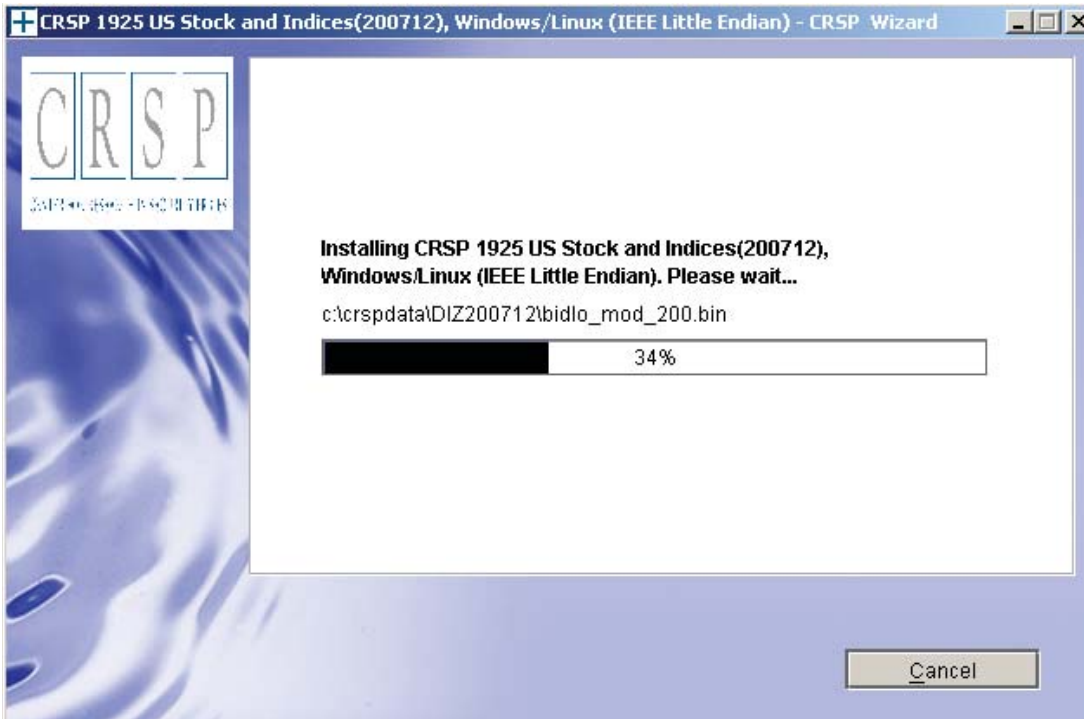 CRSP 1925 US Stock and Indices(200712), Windows/Linux (IEEE Little Endian) - CRSP Wizard
CRSP
Installing CRSP 1925 US Stock and Indices(200712),
Windows/Linux (IEEE Little Endian). Please wait...
c:\crspdata\DIZ200712\bidlo_mod_200.bin
34%
Cancel